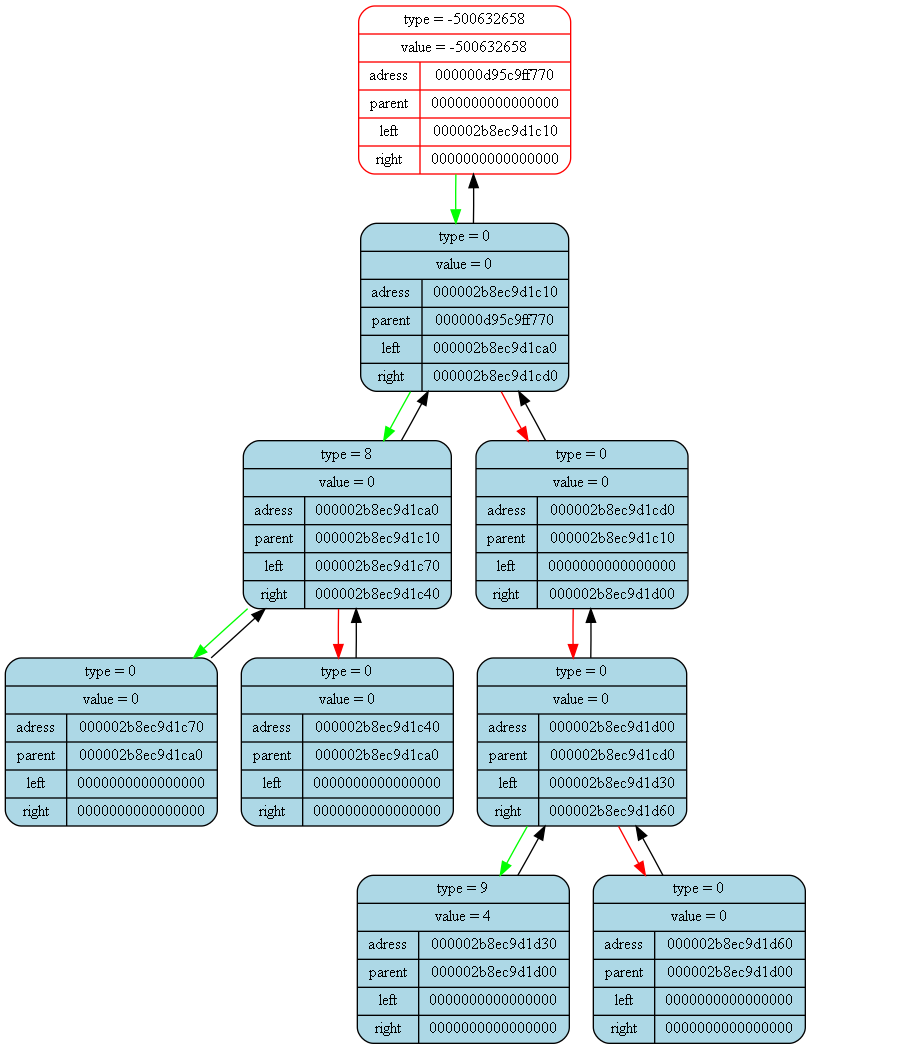 type = -500632658
value = -500632658
adress 000000d95c9ff770
parent 0000000000000000
left 000002b8ec9d1c10
right 0000000000000000
type = 0
value = 0
adress 000002b8ec9d1c10
parent 000000d95c9ff770
left 000002b8ec9d1ca0
right 000002b8ec9d1cd0
type = 8
value = 0
adress 000002b8ec9d1ca0
parent 000002b8ec9d1c10
left 000002b8ec9d1c70
right 000002b8ec9d1c40
type = 0
value = 0
adress 000002b8ec9d1cd0
parent 000002b8ec9d1c10
left 0000000000000000
right 000002b8ec9d1d00
type = 0
value = 0
adress 000002b8ec9d1c70
parent 000002b8ec9d1ca0
left 0000000000000000
right 0000000000000000
type = 0
value = 0
adress 000002b8ec9d1c40
parent 000002b8ec9d1ca0
left 0000000000000000
right 0000000000000000
type = 0
value = 0
adress 000002b8ec9d1d00
parent 000002b8ec9d1cd0
left 000002b8ec9d1d30
right 000002b8ec9d1d60
type = 9
value = 4
adress 000002b8ec9d1d30
parent 000002b8ec9d1d00
left 0000000000000000
right 0000000000000000
type = 0
value = 0
adress 000002b8ec9d1d60
parent 000002b8ec9d1d00
left 0000000000000000
right 0000000000000000